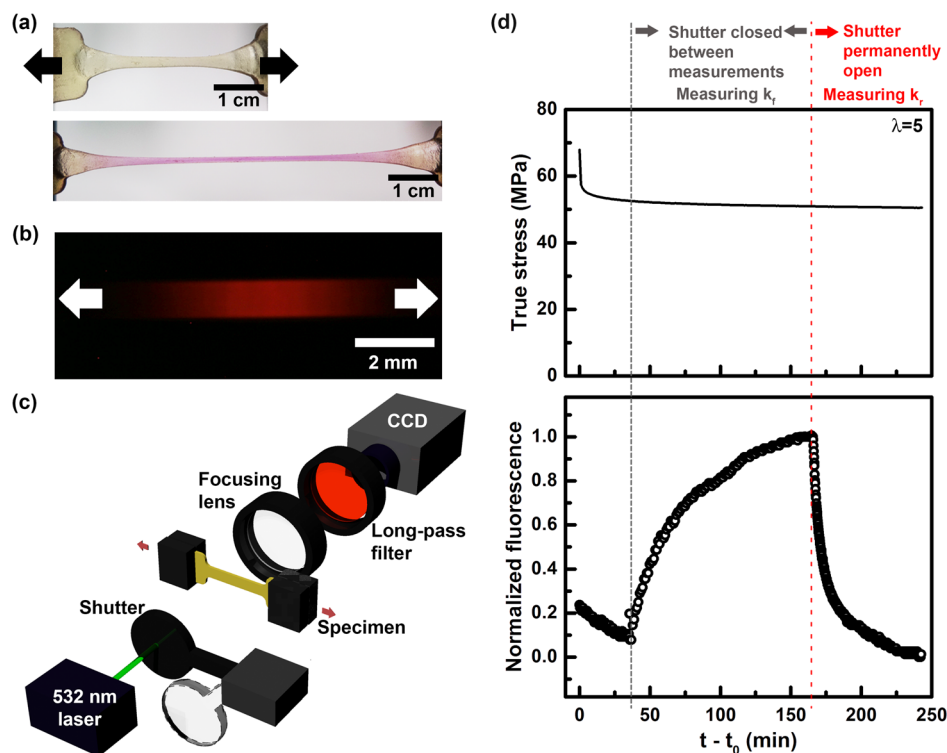 (a)
1 cm
1 cm
(b)
2 mm
(c)
CCD
Focusing
lens
Long-pass
filter
Shutter
Specimen
532 nm
laser
(d)
Shutter closed
between
measurements
Measuring k_f
Shutter
permanently
open
Measuring k_r
λ=5
80
60
40
20
0
True stress (MPa)
1.0
0.8
0.6
0.4
0.2
0.0
Normalized fluorescence
0 50 100 150 200 250
t - t₀ (min)